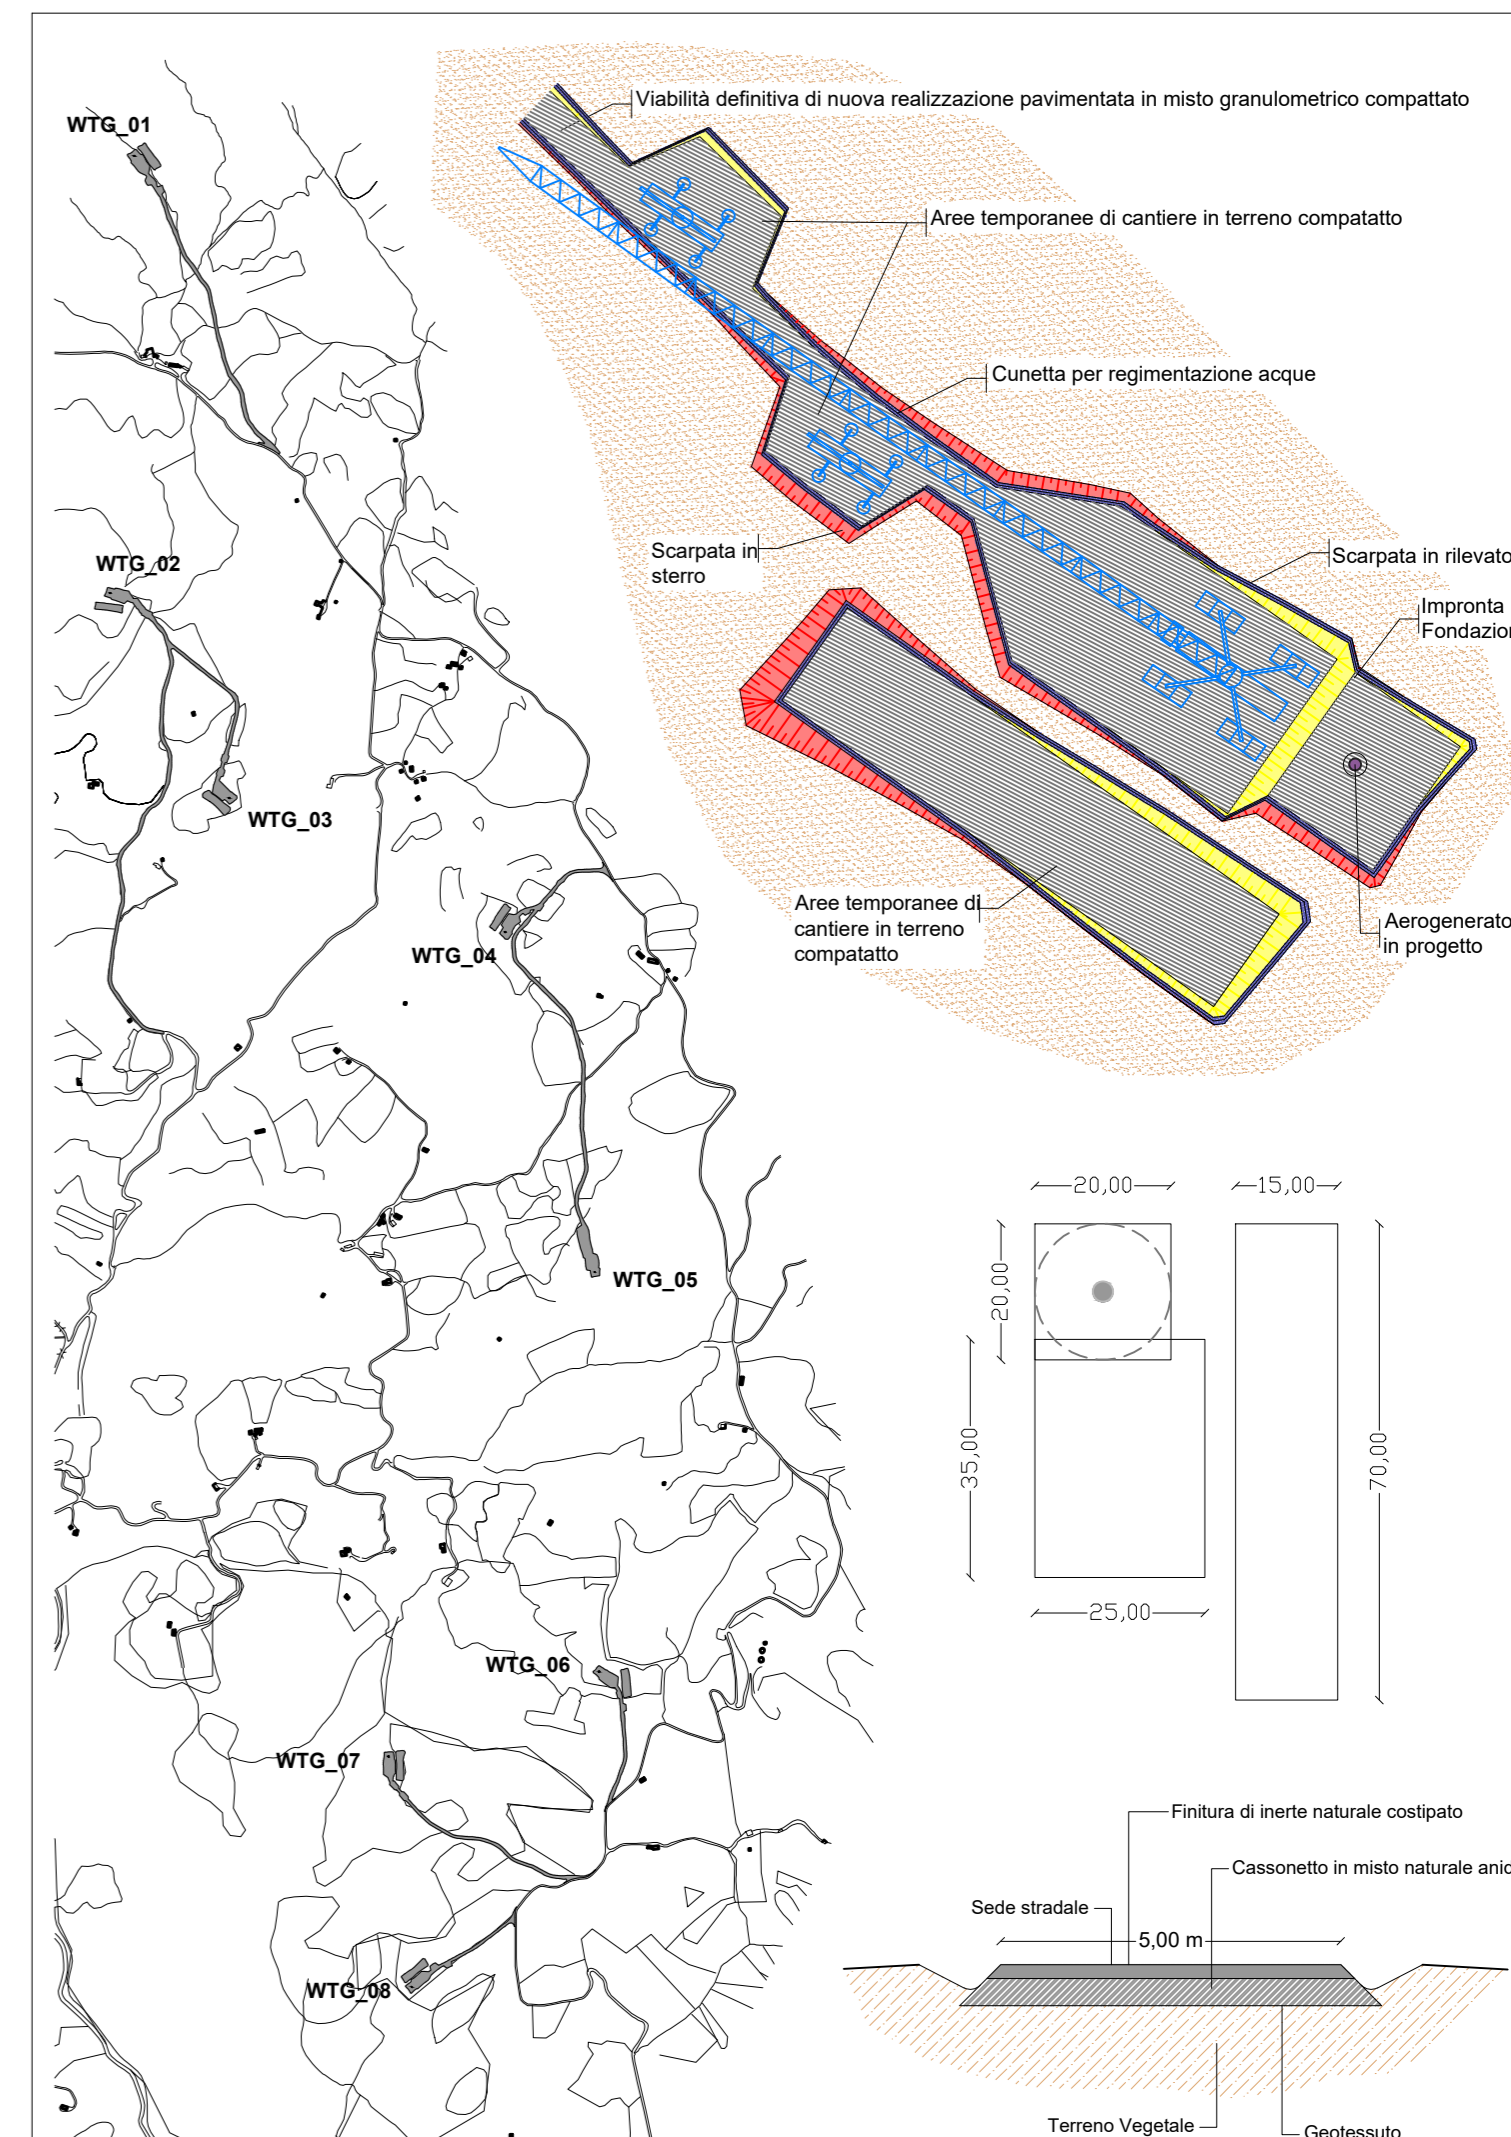 WTG_01
WTG_02
WTG_03
WTG_04
WTG_05
WTG_06
WTG_07
WTG_08
Viabilità definitiva di nuova realizzazione pavimentata in misto granulometrico compattato
Aree temporanee di cantiere in terreno compatatto
Cunetta per regimentazione acque
Scarpata in
sterro
Scarpata in rilevato
Impronta
Aree temporanee di
cantiere in terreno
compatatto
in progetto
20,00
15,00
20,00
35,00
70,00
25,00
Finitura di inerte naturale costipato
Cassonetto in misto naturale
Sede stradale
5,00 m
Terreno Vegetale
Geotessuto